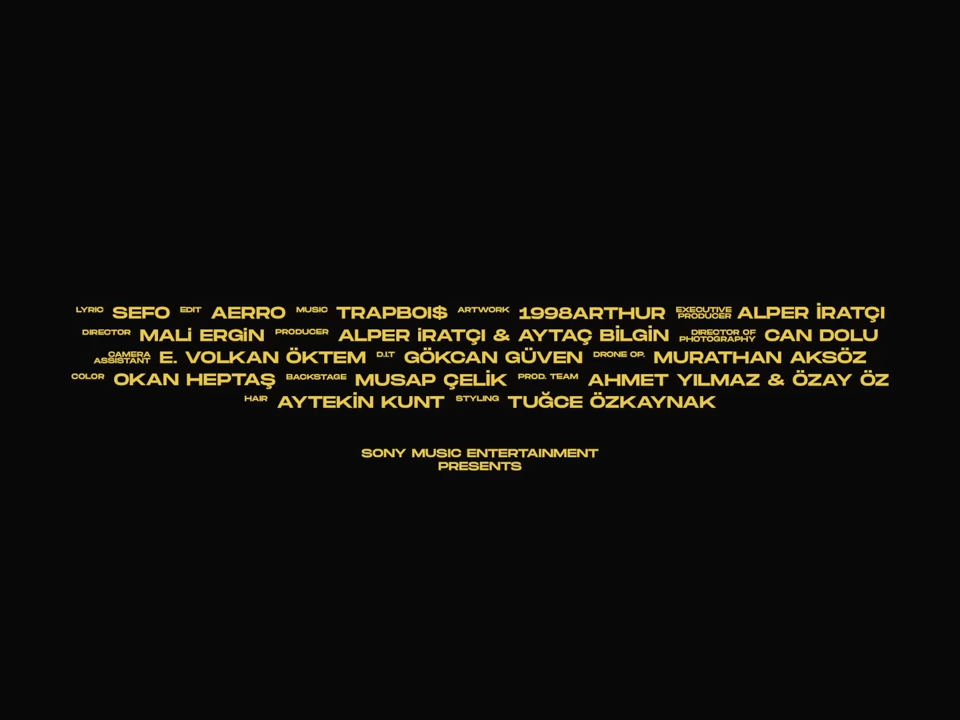 LYRIC SEFO EDIT AERRO MUSIC TRAPBOI$ ARTWORK 1998ARTHUR EXECUTIVE PRODUCER ALPER İRATÇI
DIRECTOR MALİ ERGİN PRODUCER ALPER İRATÇI & AYTAÇ BİLGİN DIRECTOR OF PHOTOGRAPHY CAN DOLU
CAMERA ASSISTANT E. VOLKAN ÖKTEM D.I.T GÖKCAN GÜVEN DRONE OP. MURATHAN AKSÖZ
COLOR OKAN HEPTAŞ BACKSTAGE MUSAP ÇELİK PROD. TEAM AHMET YILMAZ & ÖZAY ÖZ
HAIR AYTEKİN KUNT STYLING TUĞCE ÖZKAYNAK
SONY MUSIC ENTERTAINMENT
PRESENTS